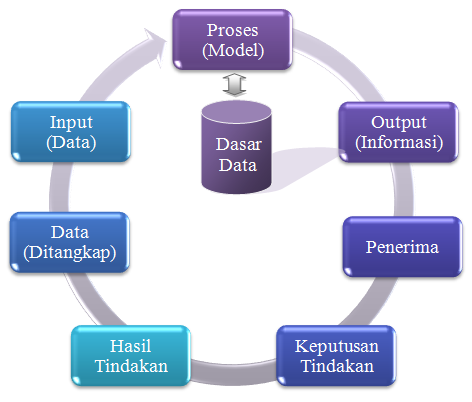 Proses
(Model)
Dasar
Data
Output
(Informasi)
Penerima
Keputusan
Tindakan
Hasil
Tindakan
Data
(Ditangkap)
Input
(Data)